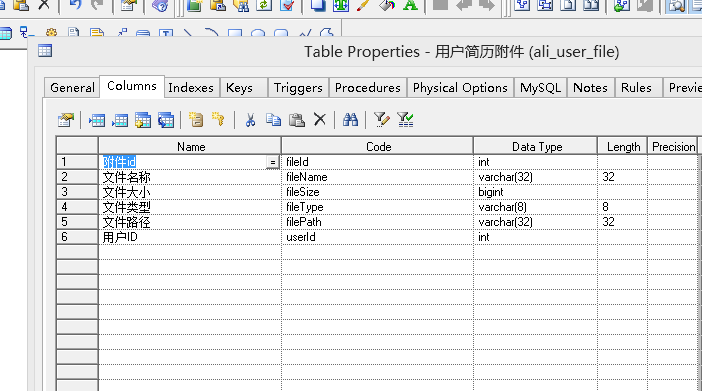 Table Properties - 用户简历附件 (ali_user_file)
General Columns Indexes Keys Triggers Procedures Physical Options MySQL Notes Rules
Name Code Data Type Length Precision
1 附件id = fileId int
2 文件名称 fileName varchar(32) 32
3 文件大小 fileSize bigint
4 文件类型 fileType varchar(8) 8
5 文件路径 filePath varchar(32) 32
6 用户ID userId int